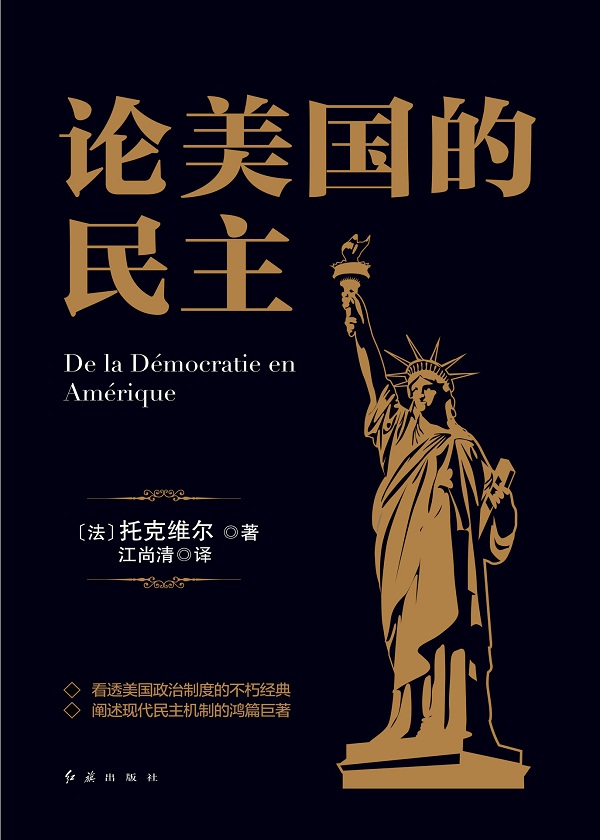 论美国的
民主
De la Démocratie en
Amérique
〔法〕托克维尔 ◎著
江尚清◎译
◇ 看透美国政治制度的不朽经典
◇ 阐述现代民主机制的鸿篇巨著
红旗出版社